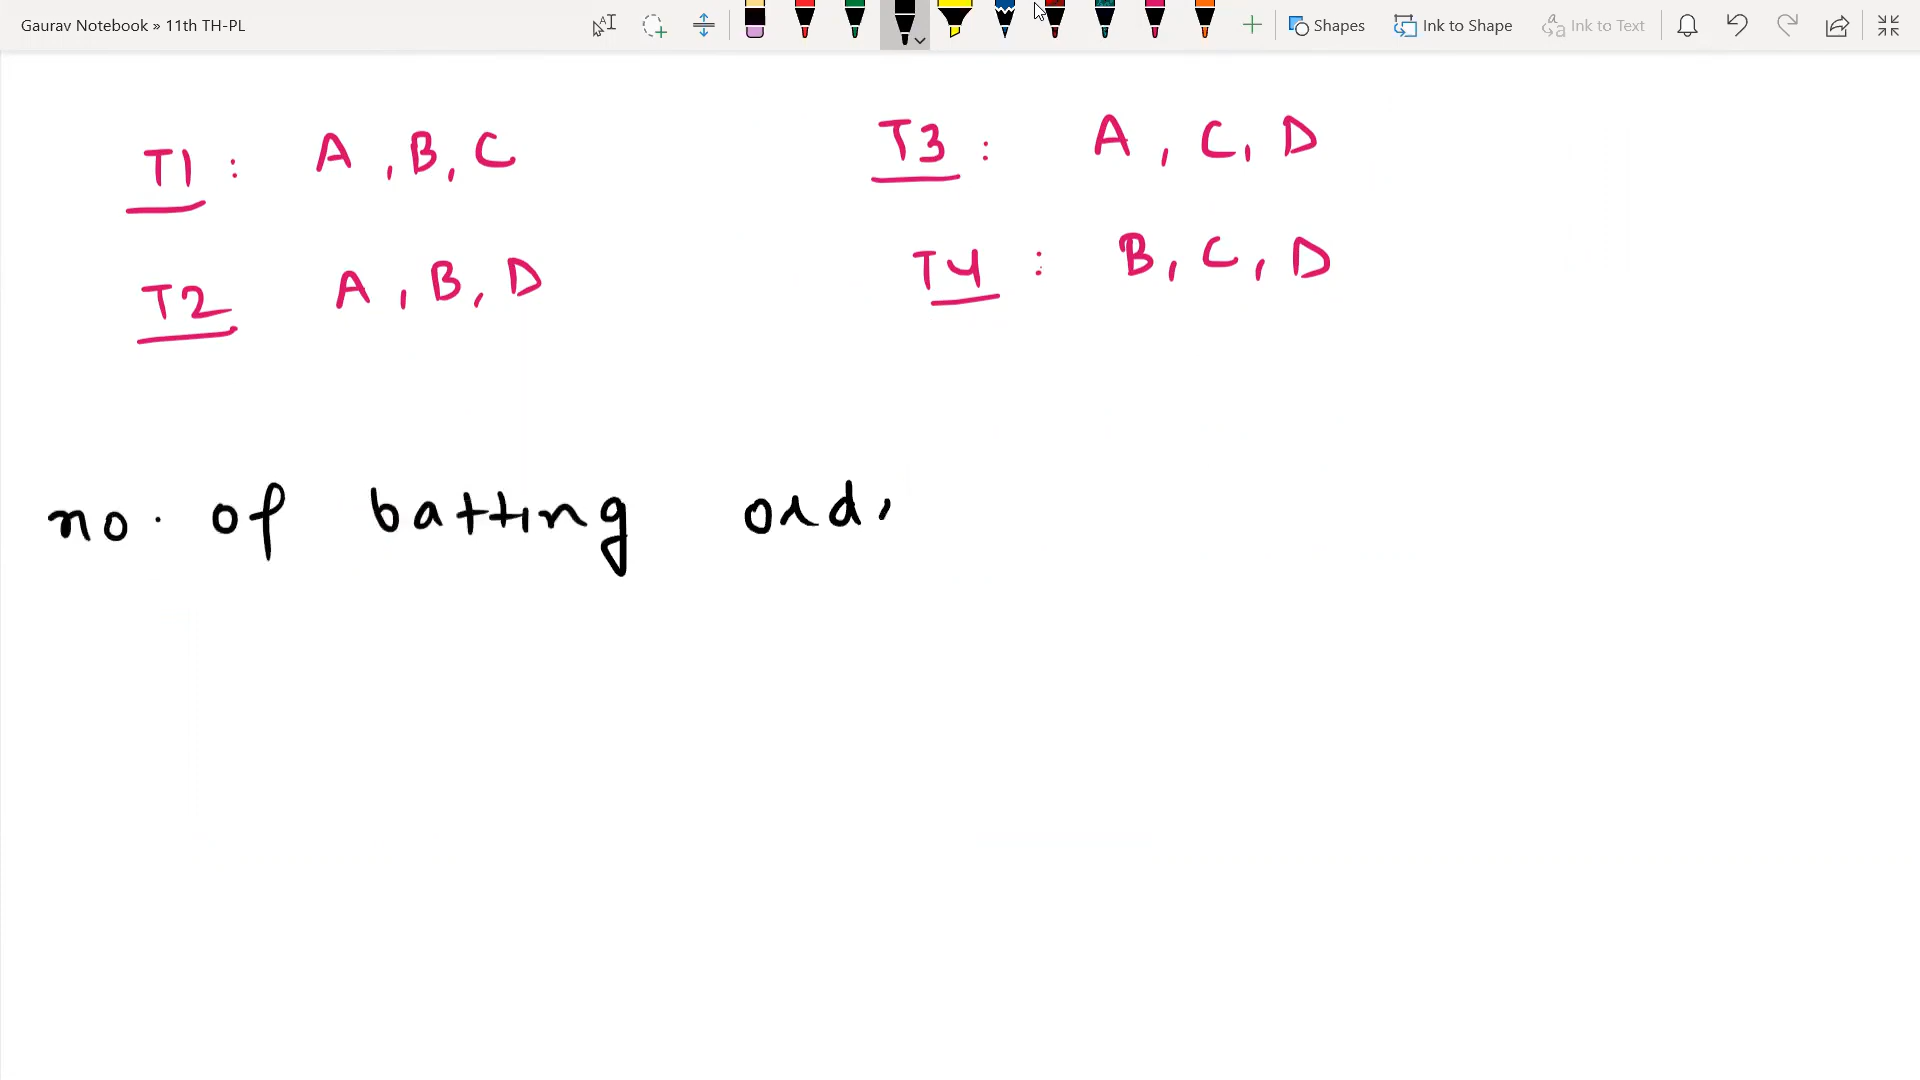 Gaurav Notebook » 11th TH-PL
Shapes
Ink to Shape
Ink to Text
T1 : A , B, C
T2 A , B, D
T3 : A , C, D
T4 : B, C, D
no. of batting ord